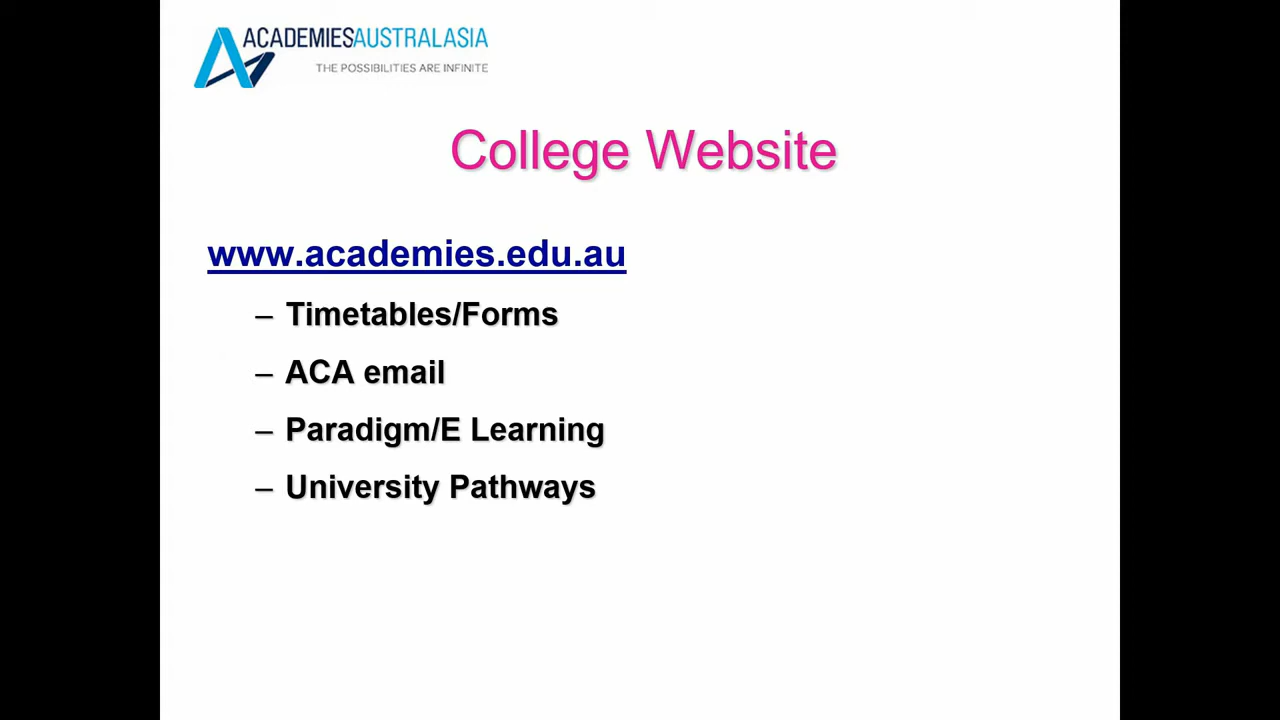 ACADEMIESAUSTRALASIA
THE POSSIBILITIES ARE INFINITE
College Website
www.academies.edu.au
– Timetables/Forms
– ACA email
– Paradigm/E Learning
– University Pathways